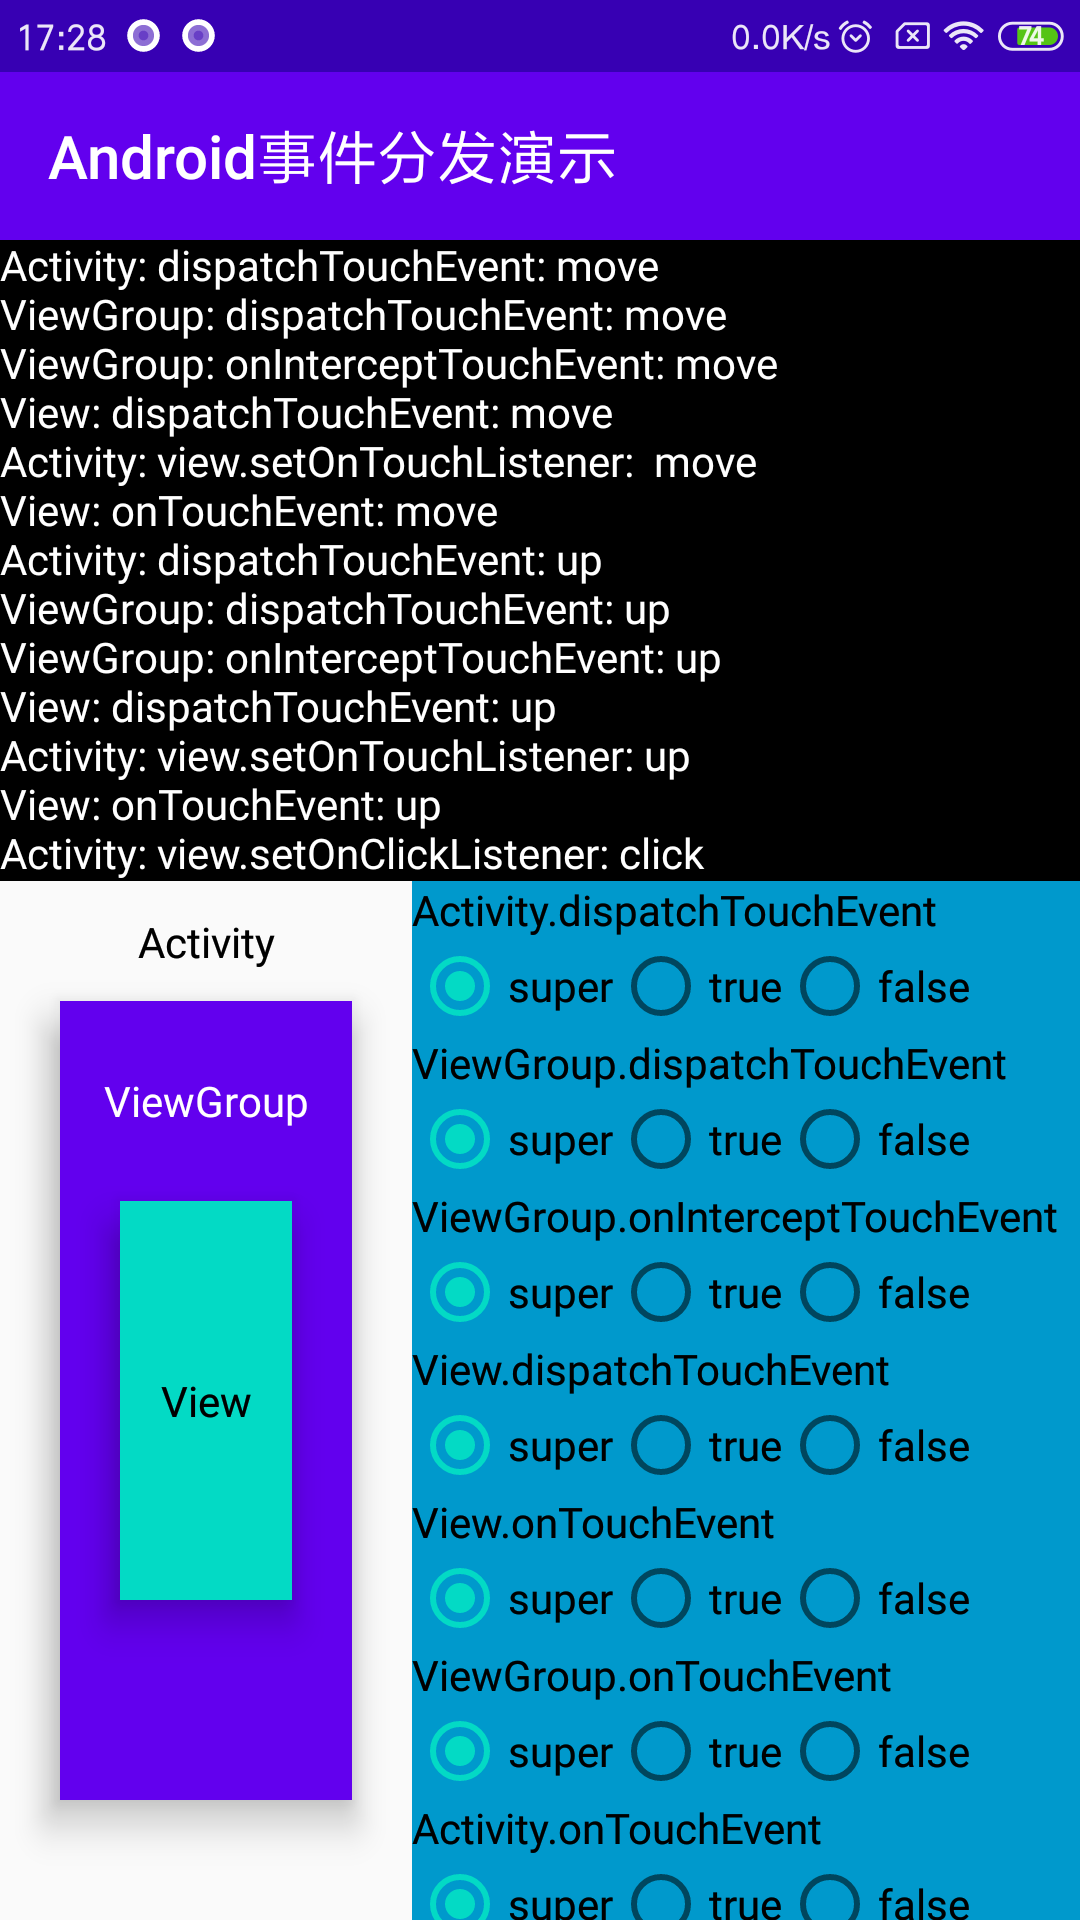 17:28 0.0K/s 74
Android事件分发演示
Activity: dispatchTouchEvent: move
ViewGroup: dispatchTouchEvent: move
ViewGroup: onInterceptTouchEvent: move
View: dispatchTouchEvent: move
Activity: view.setOnTouchListener:  move
View: onTouchEvent: move
Activity: dispatchTouchEvent: up
ViewGroup: dispatchTouchEvent: up
ViewGroup: onInterceptTouchEvent: up
View: dispatchTouchEvent: up
Activity: view.setOnTouchListener: up
View: onTouchEvent: up
Activity: view.setOnClickListener: click
Activity
ViewGroup
View
Activity.dispatchTouchEvent
super true false
ViewGroup.dispatchTouchEvent
super true false
ViewGroup.onInterceptTouchEvent
super true false
View.dispatchTouchEvent
super true false
View.onTouchEvent
super true false
ViewGroup.onTouchEvent
super true false
Activity.onTouchEvent
super true false